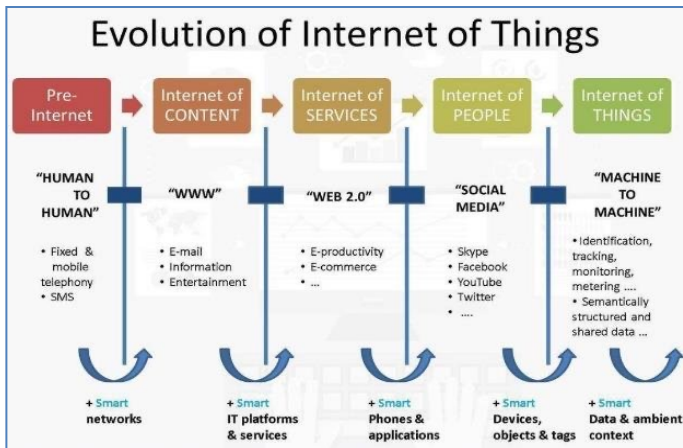 Evolution of Internet of Things
Pre-
Internet
Internet of
CONTENT
Internet of
SERVICES
Internet of
PEOPLE
Internet of
THINGS
“HUMAN
TO
HUMAN”
“WWW”
“WEB 2.0”
“SOCIAL
MEDIA”
“MACHINE
TO
MACHINE”
• Fixed &
mobile
telephony
• SMS
• E-mail
• Information
• Entertainment
• E-productivity
• E-commerce
• ...
• Skype
• Facebook
• YouTube
• Twitter
• ....
• Identification,
tracking,
monitoring,
metering ....
• Semantically
structured and
shared data ...
+ Smart
networks
+ Smart
IT platforms
& services
+ Smart
Phones &
applications
+ Smart
Devices,
objects & tags
+ Smart
Data & ambient
context